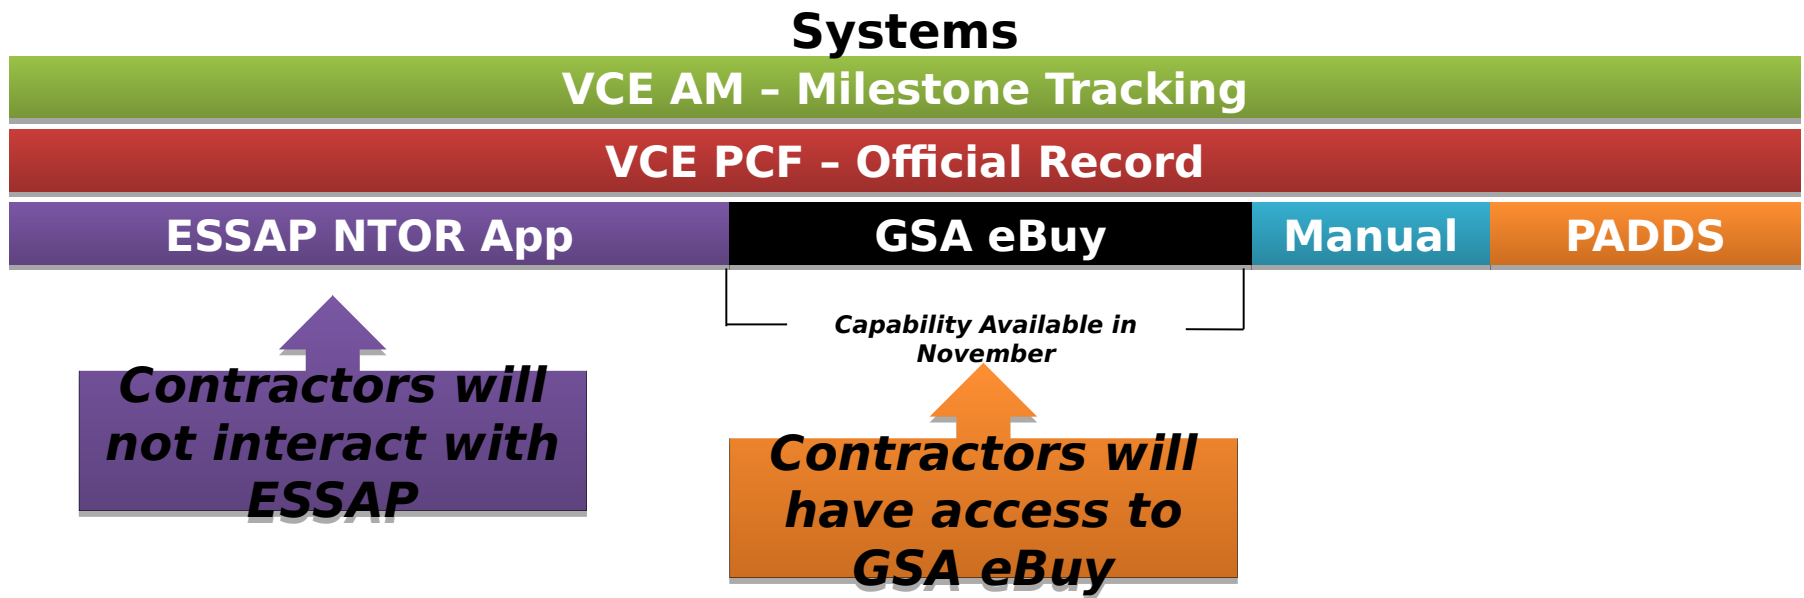 Systems
VCE AM – Milestone Tracking
VCE PCF – Official Record
ESSAP NTOR App
GSA eBuy
Manual
PADDS
Capability Available in
November
Contractors will
not interact with
ESSAP
Contractors will
have access to
GSA eBuy